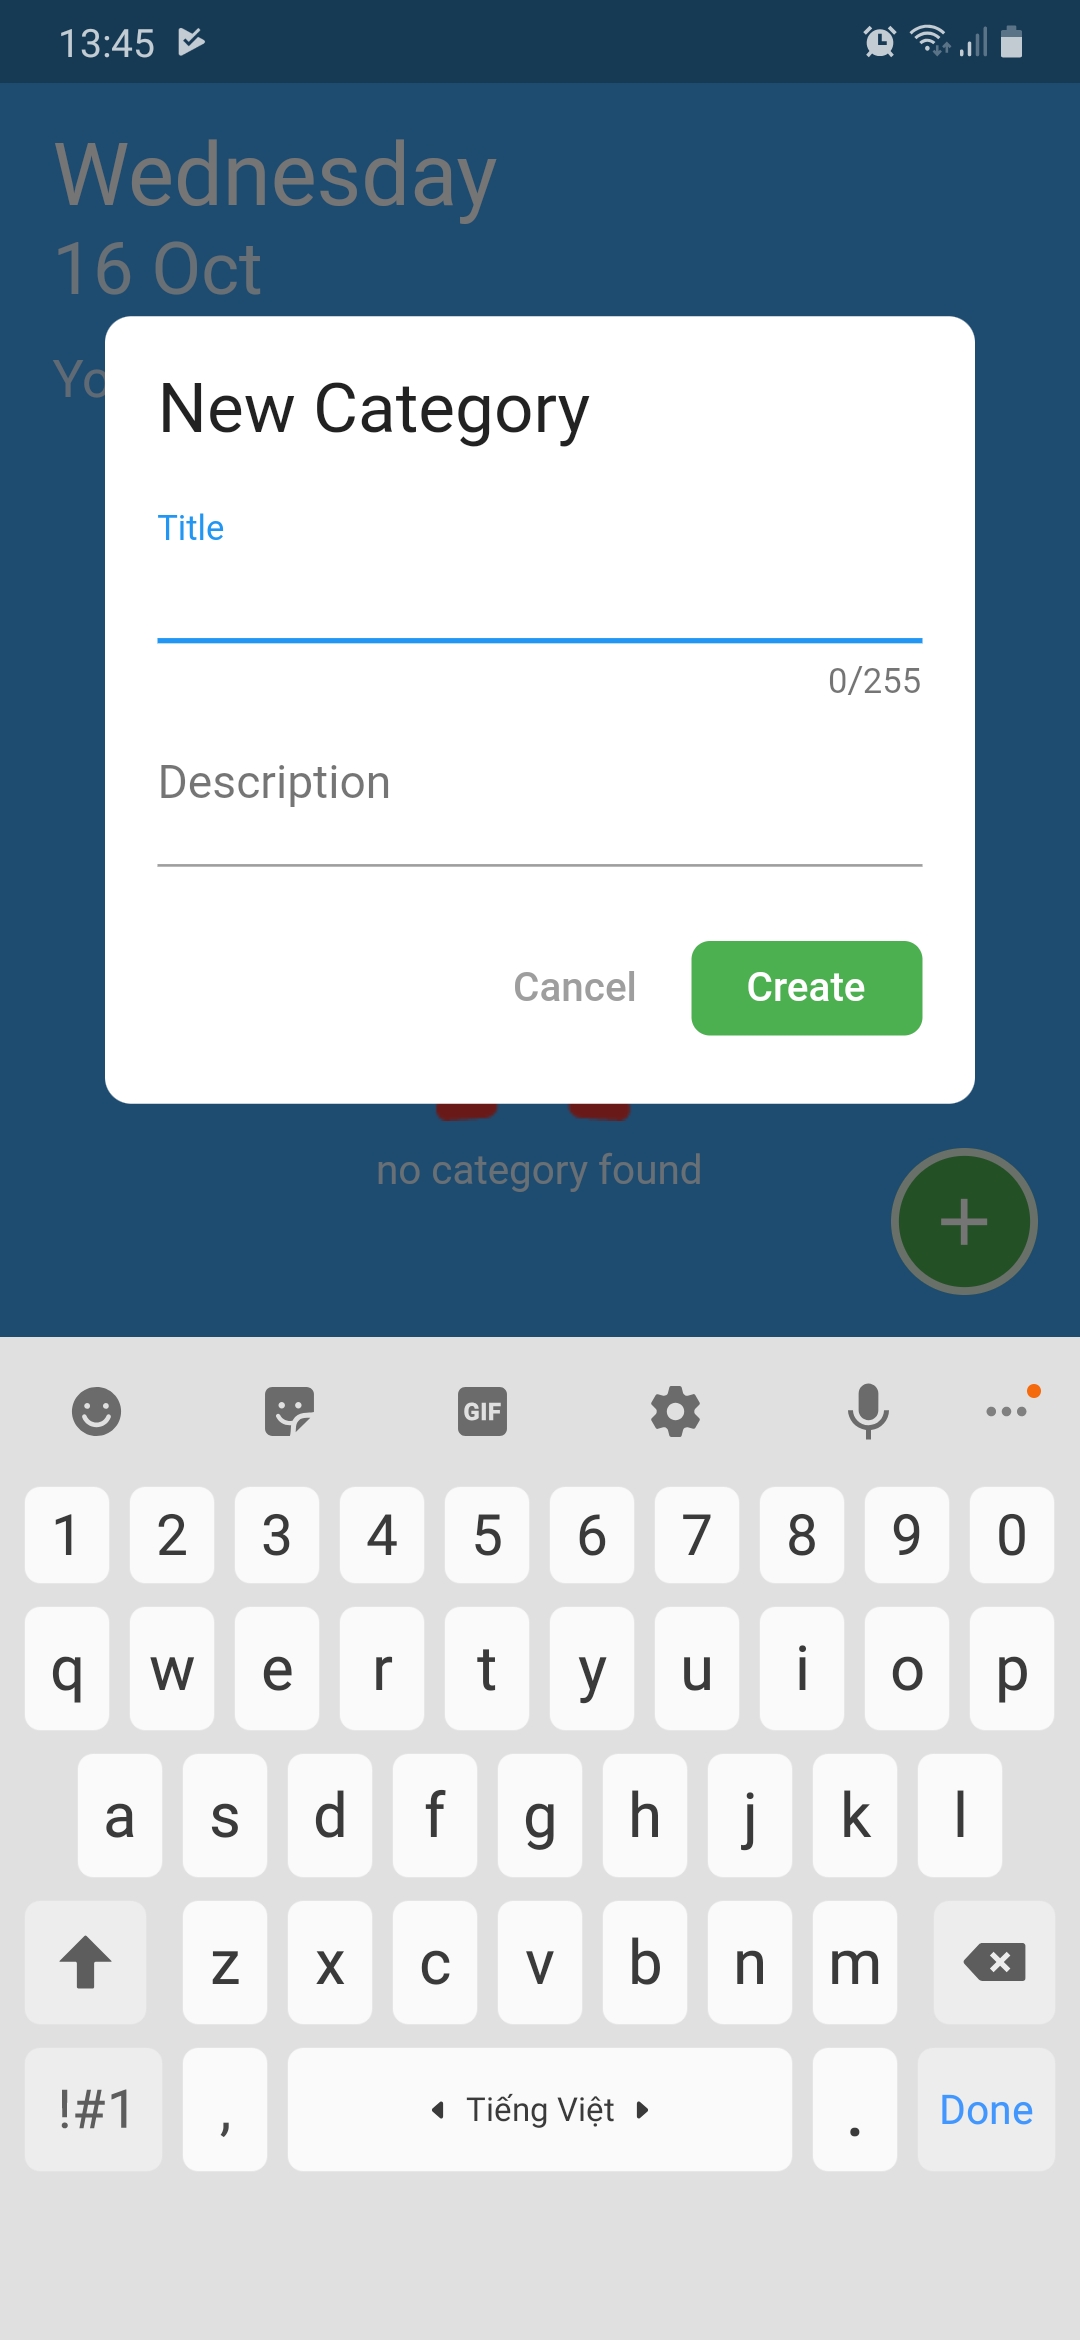 13:45
Wednesday
16 Oct
Yo
New Category
Title
0/255
Description
Cancel
Create
no category found
GIF
1 2 3 4 5 6 7 8 9 0
q w e r t y u i o p
a s d f g h j k l
z x c v b n m
!#1 , Tiếng Việt . Done